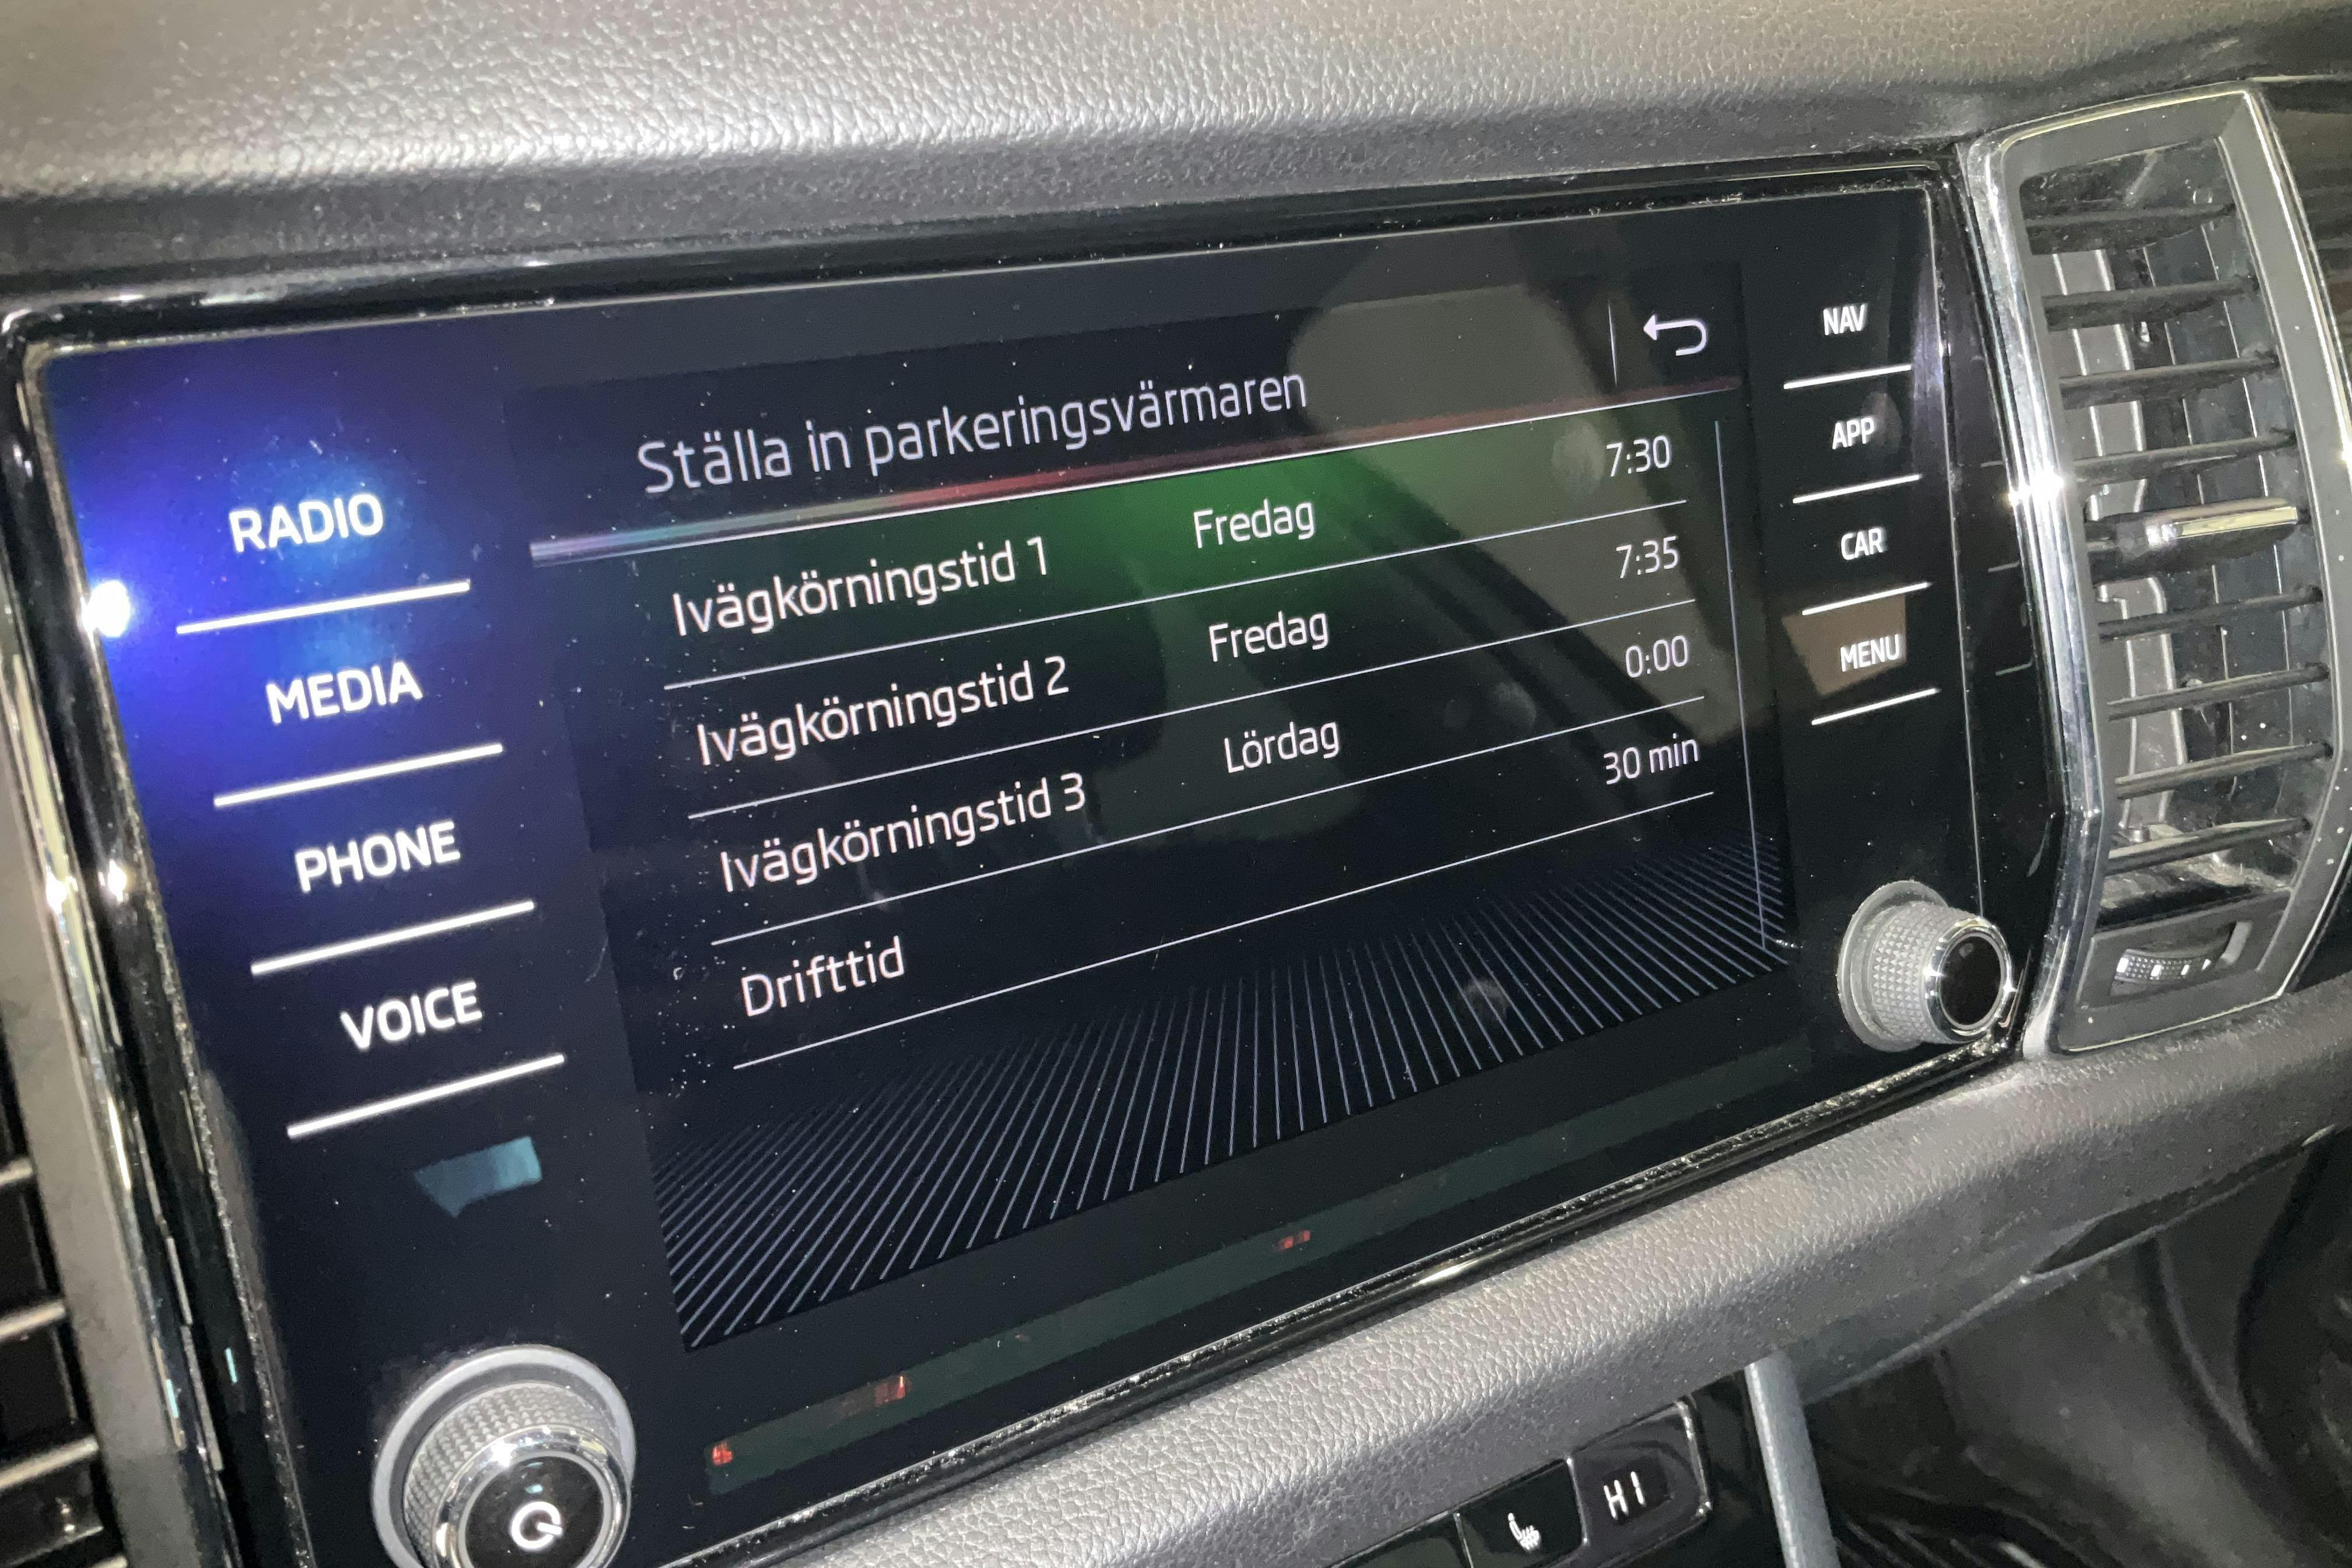 Ställa in parkeringsvärmaren
Ivägkörningstid 1 Fredag 7:30
Ivägkörningstid 2 Fredag 7:35
Ivägkörningstid 3 Lördag 0:00
Drifttid 30 min
RADIO
MEDIA
PHONE
VOICE
NAV
APP
CAR
MENU
HI